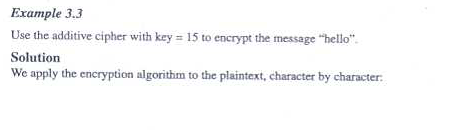 Example 3.3
Use the additive cipher with key = 15 to encrypt the message “hello”.
Solution
We apply the encryption algorithm to the plaintext, character by character: